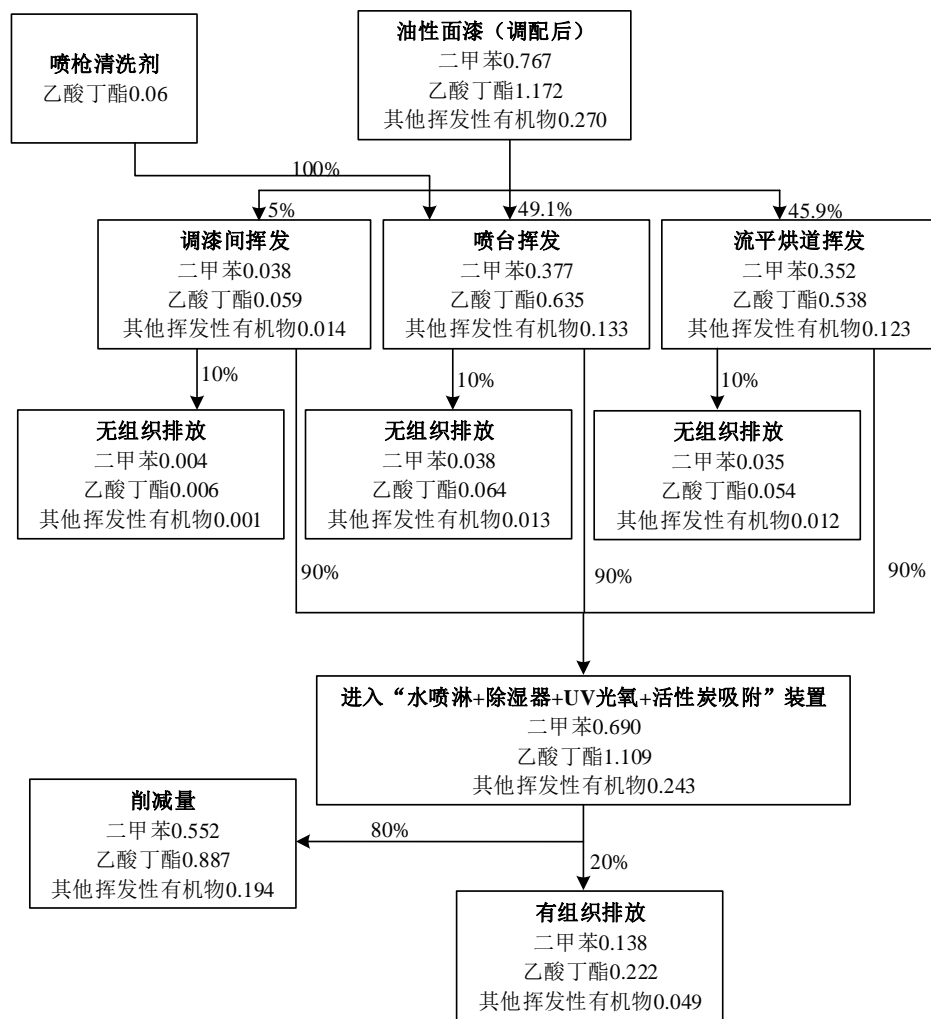 喷枪清洗剂
乙酸丁酯0.06
油性面漆（调配后）
二甲苯0.767
乙酸丁酯1.172
其他挥发性有机物0.270
100%
5%
49.1%
45.9%
调漆间挥发
二甲苯0.038
乙酸丁酯0.059
其他挥发性有机物0.014
喷台挥发
二甲苯0.377
乙酸丁酯0.635
其他挥发性有机物0.133
流平烘道挥发
二甲苯0.352
乙酸丁酯0.538
其他挥发性有机物0.123
10%
10%
10%
无组织排放
二甲苯0.004
乙酸丁酯0.006
其他挥发性有机物0.001
无组织排放
二甲苯0.038
乙酸丁酯0.064
其他挥发性有机物0.013
无组织排放
二甲苯0.035
乙酸丁酯0.054
其他挥发性有机物0.012
90%
90%
90%
进入“水喷淋+除湿器+UV光氧+活性炭吸附”装置
二甲苯0.690
乙酸丁酯1.109
其他挥发性有机物0.243
削减量
二甲苯0.552
乙酸丁酯0.887
其他挥发性有机物0.194
80%
20%
有组织排放
二甲苯0.138
乙酸丁酯0.222
其他挥发性有机物0.049